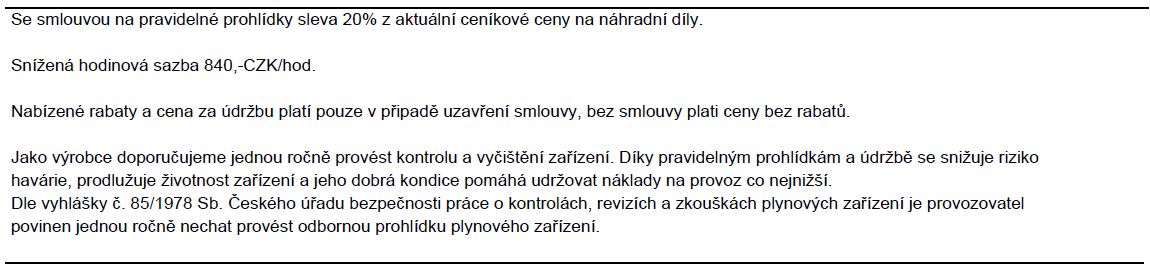 Se smlouvou na pravidelné prohlídky sleva 20% z aktuální ceníkové ceny na náhradní díly.
Snížená hodinová sazba 840,-CZK/hod.
Nabízené rabaty a cena za údržbu platí pouze v připadě uzavření smlouvy, bez smlouvy plati ceny bez rabatů.
Jako výrobce doporučujeme jednou ročně provést kontrolu a vyčištění zařízení. Díky pravidelným prohlídkám a údržbě se snižuje riziko
havárie, prodlužuje životnost zařízení a jeho dobrá kondice pomáhá udržovat náklady na provoz co nejnižší.
Dle vyhlášky č. 85/1978 Sb. Českého úřadu bezpečnosti práce o kontrolách, revizích a zkouškách plynových zařízení je provozovatel
povinen jednou ročně nechat provést odbornou prohlídku plynového zařízení.